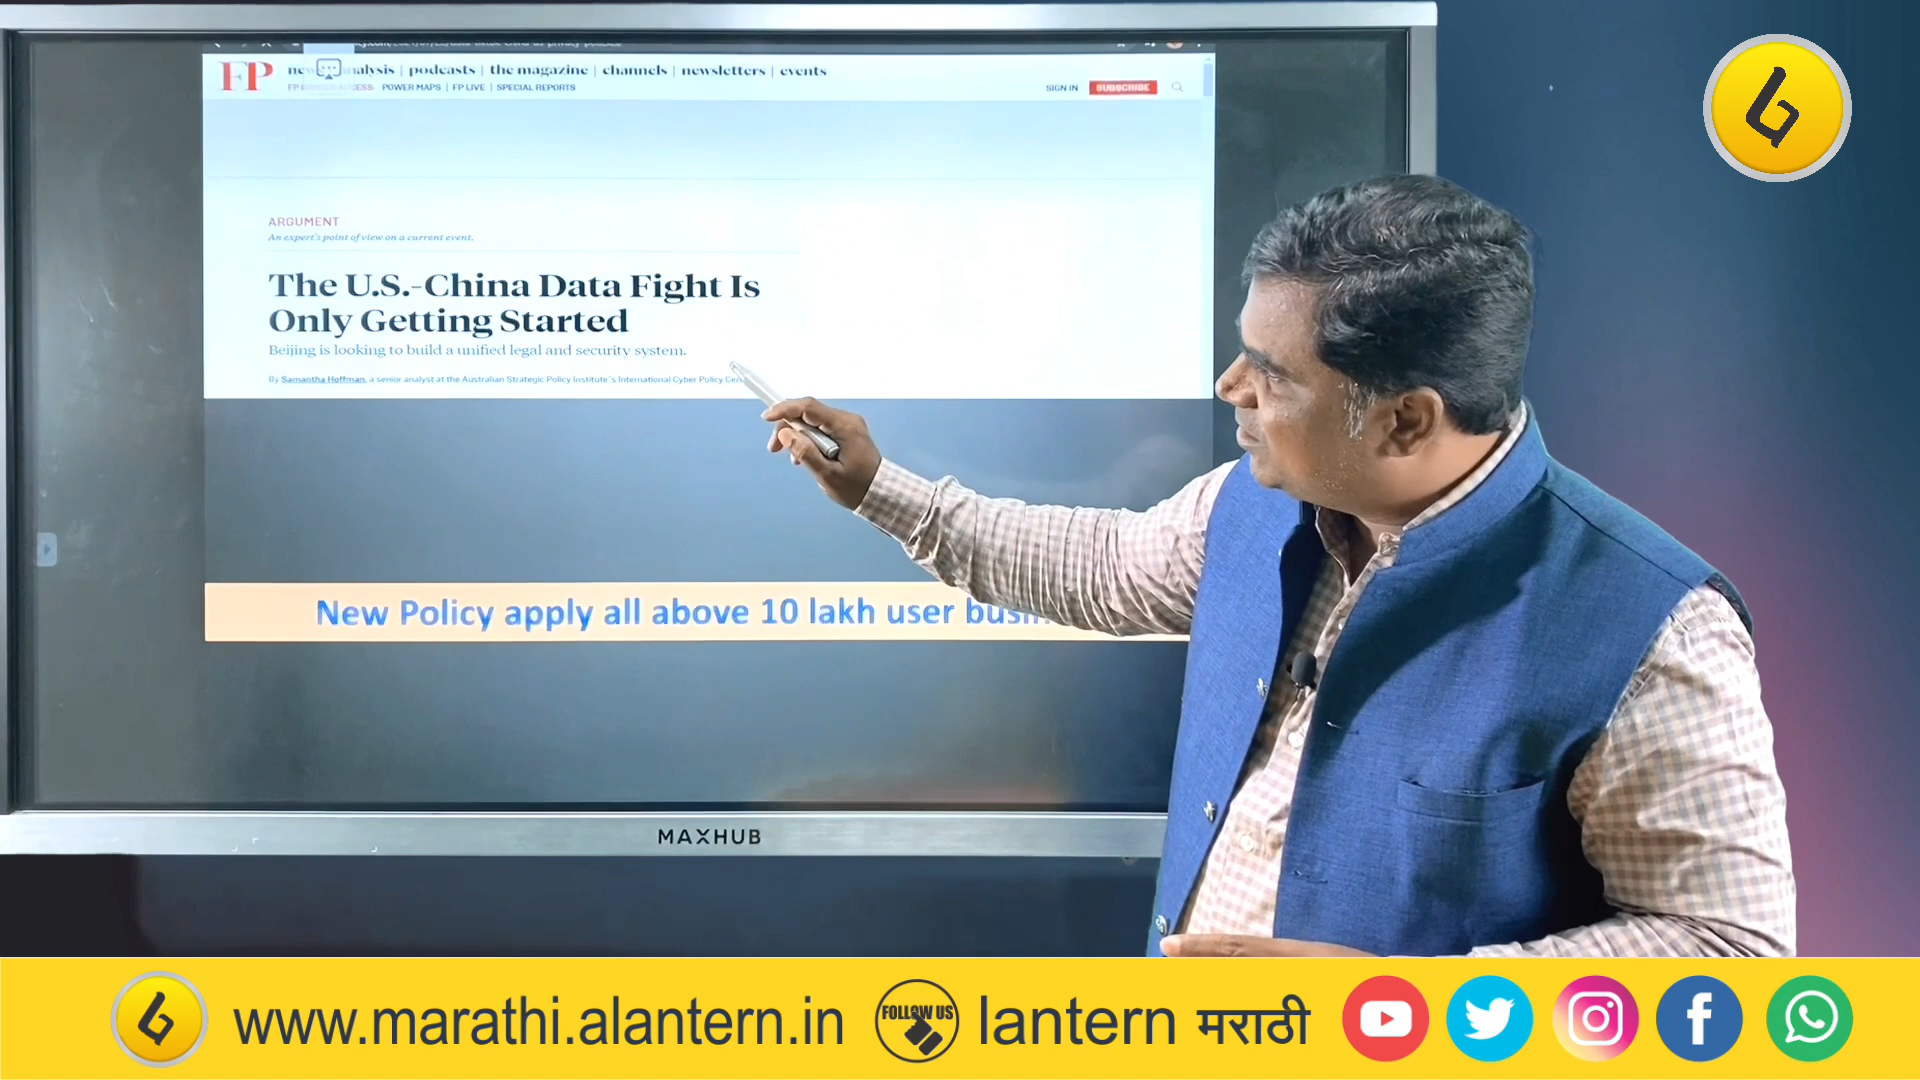 FP
analysis | podcasts | the magazine | channels | newsletters | events
POWER MAPS | FP LIVE | SPECIAL REPORTS
SIGN IN
SUBSCRIBE
ARGUMENT
An expert's point of view on a current event.
The U.S.-China Data Fight Is
Only Getting Started
Beijing is looking to build a unified legal and security system.
By Samantha Hoffman, a senior analyst at the Australian Strategic Policy Institute's International Cyber Policy
New Policy apply all above 10 lakh user
MAXHUB
www.marathi.alantern.in
FOLLOW US
lantern मराठी